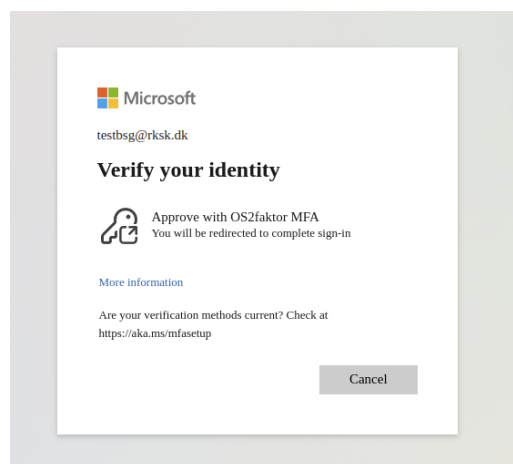 Microsoft
testbsg@rksk.dk
Verify your identity
Approve with OS2faktor MFA
You will be redirected to complete sign-in
More information
Are your verification methods current? Check at
https://aka.ms/mfasetup
Cancel